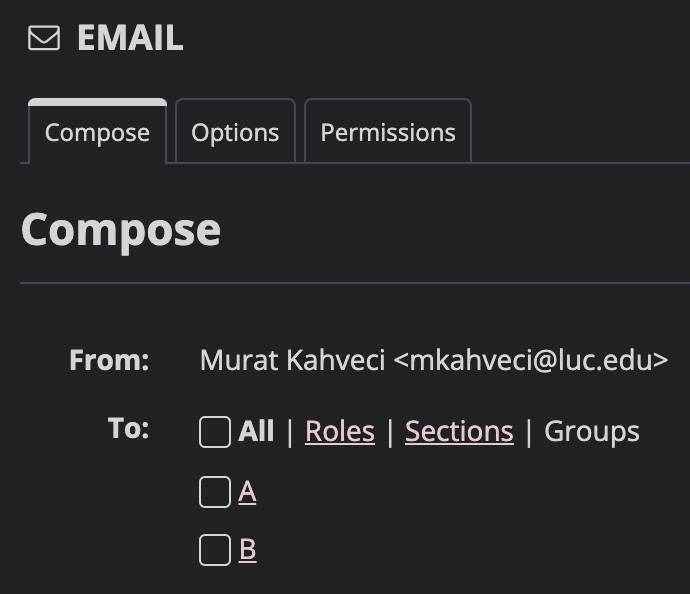 EMAIL
Compose Options Permissions
Compose
From: Murat Kahveci <mkahveci@luc.edu>
To: All | Roles | Sections | Groups
A
B